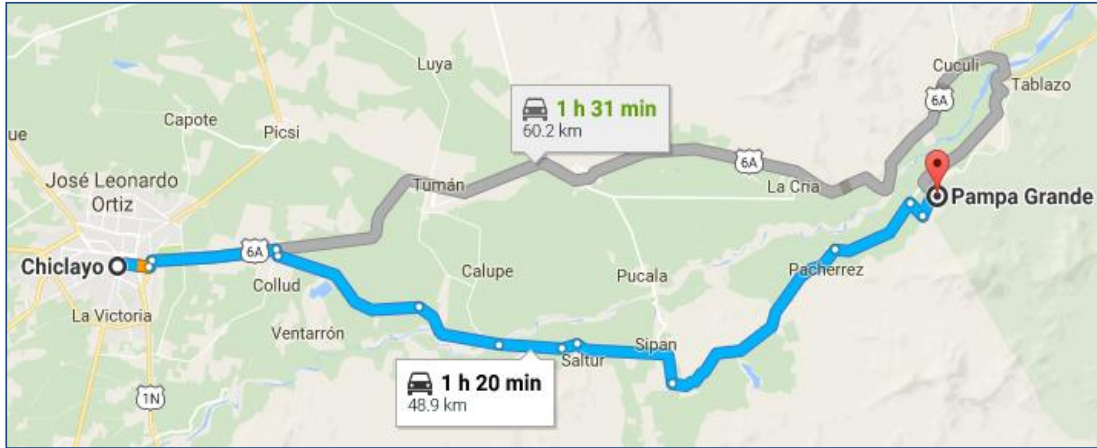 Cuculi
Tablazo
Luya
6A
1 h 31 min
60.2 km
ue
Capote
Picsi
6A
José Leonardo
Ortiz
Tumán
La Cria
Pampa Grande
6A
Chiclayo
Collud
Calupe
Pucala
Pacherrez
La Victoria
Ventarrón
Saltur
Sipan
1 h 20 min
48.9 km
1N